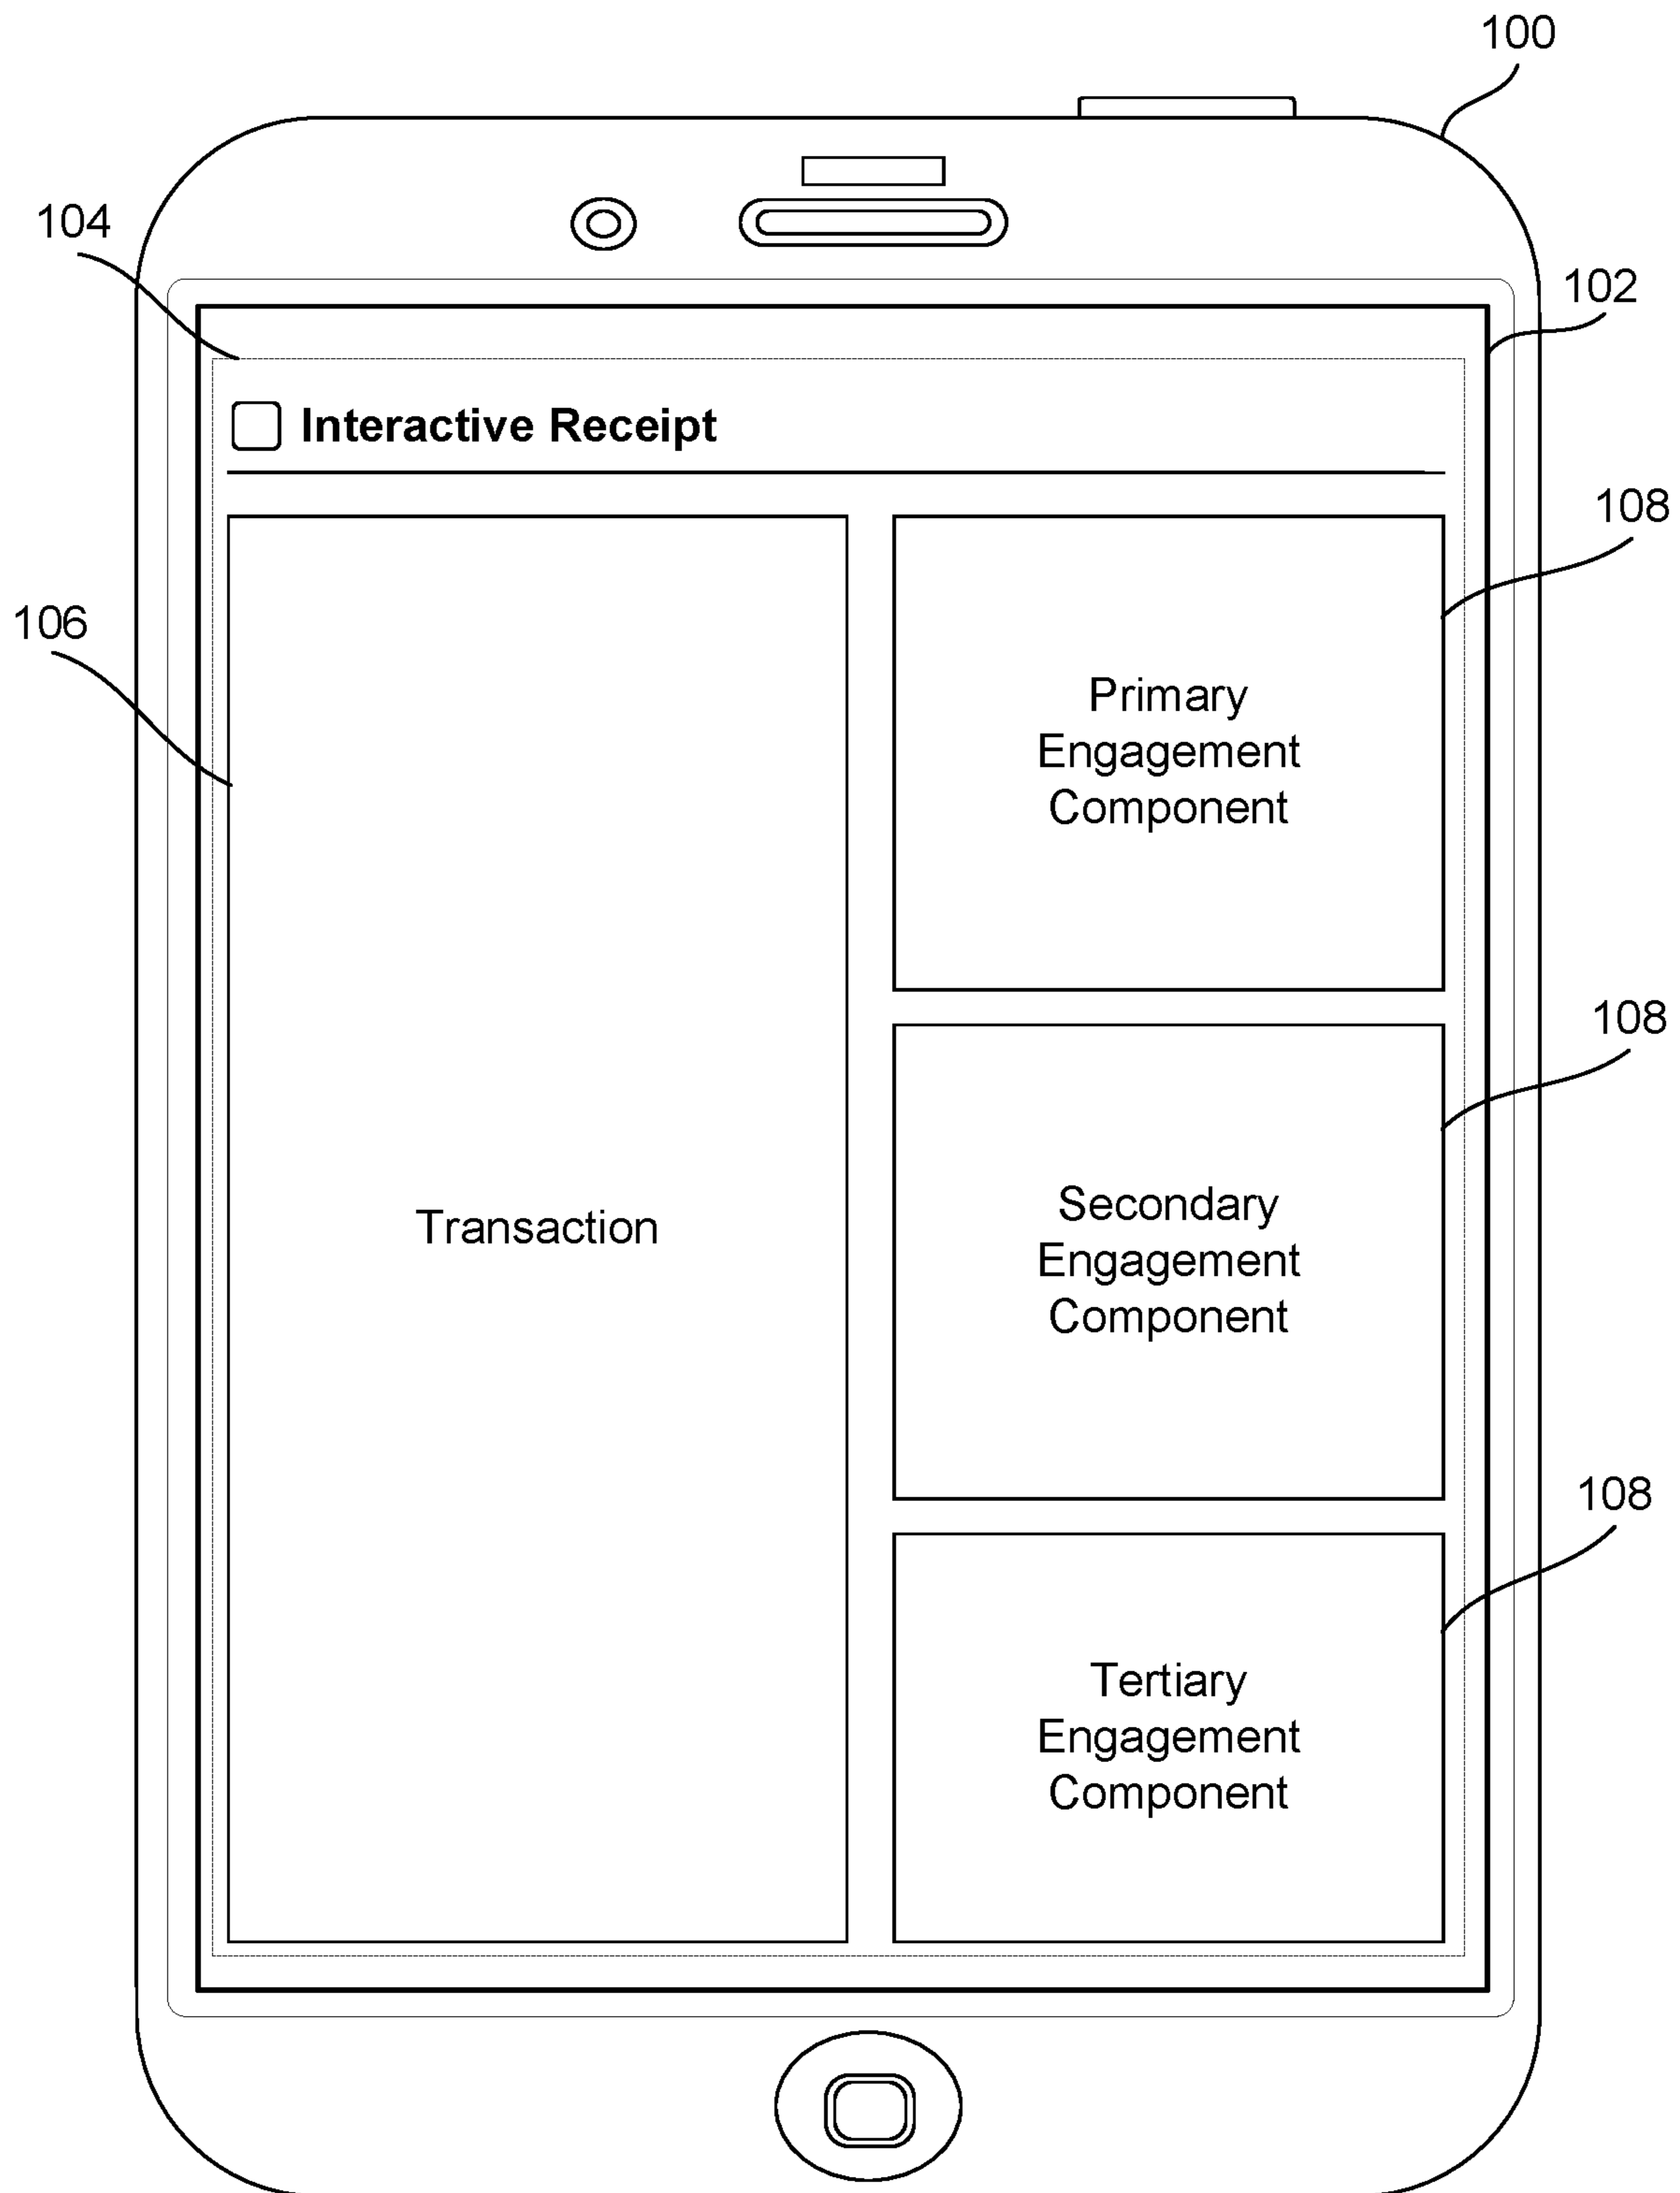 100
104
102
Interactive Receipt
108
106
Primary
Engagement
Component
108
Transaction
Secondary
Engagement
Component
108
Tertiary
Engagement
Component